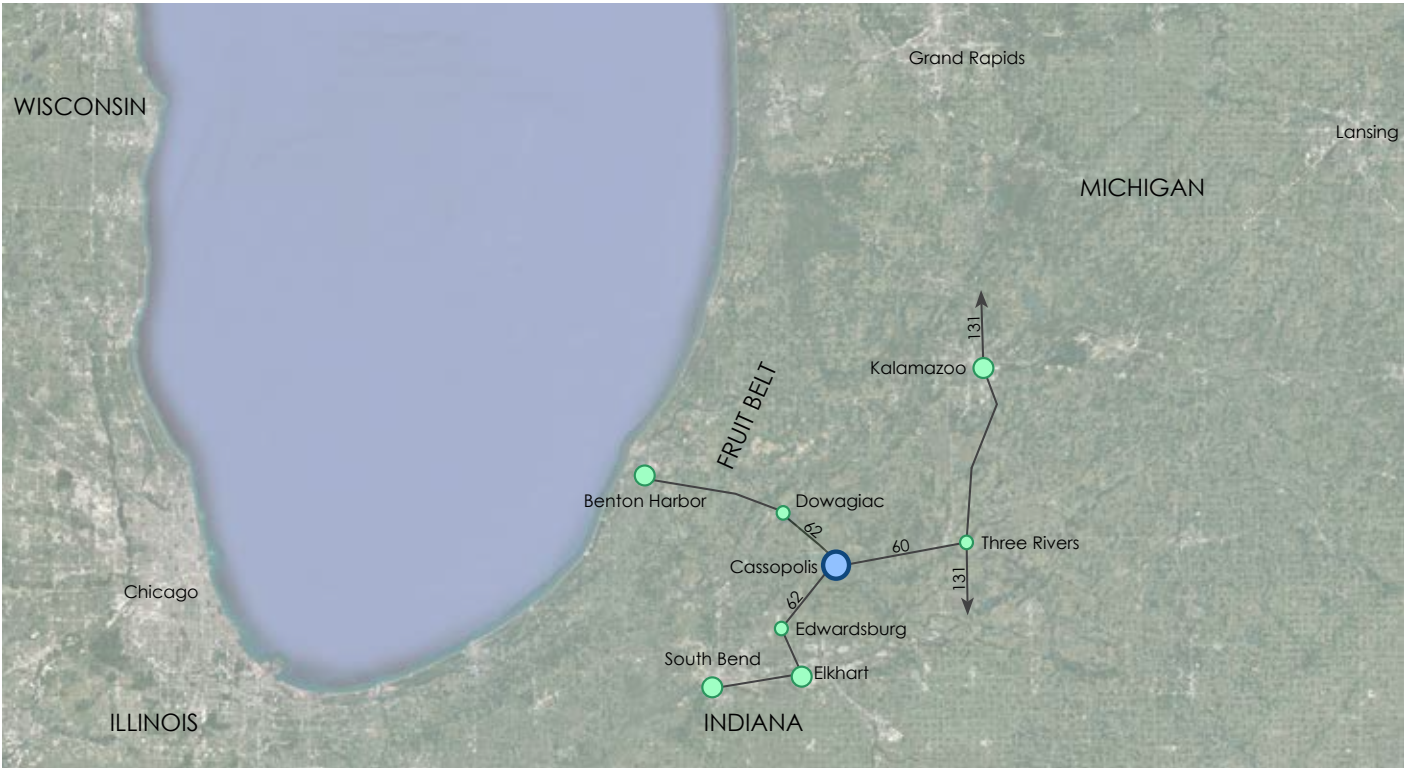 Grand Rapids
WISCONSIN
Lansing
MICHIGAN
131
Kalamazoo
FRUIT BELT
Benton Harbor
Dowagiac
62
60
Three Rivers
Cassopolis
131
62
Edwardsburg
Chicago
South Bend
Elkhart
ILLINOIS
INDIANA